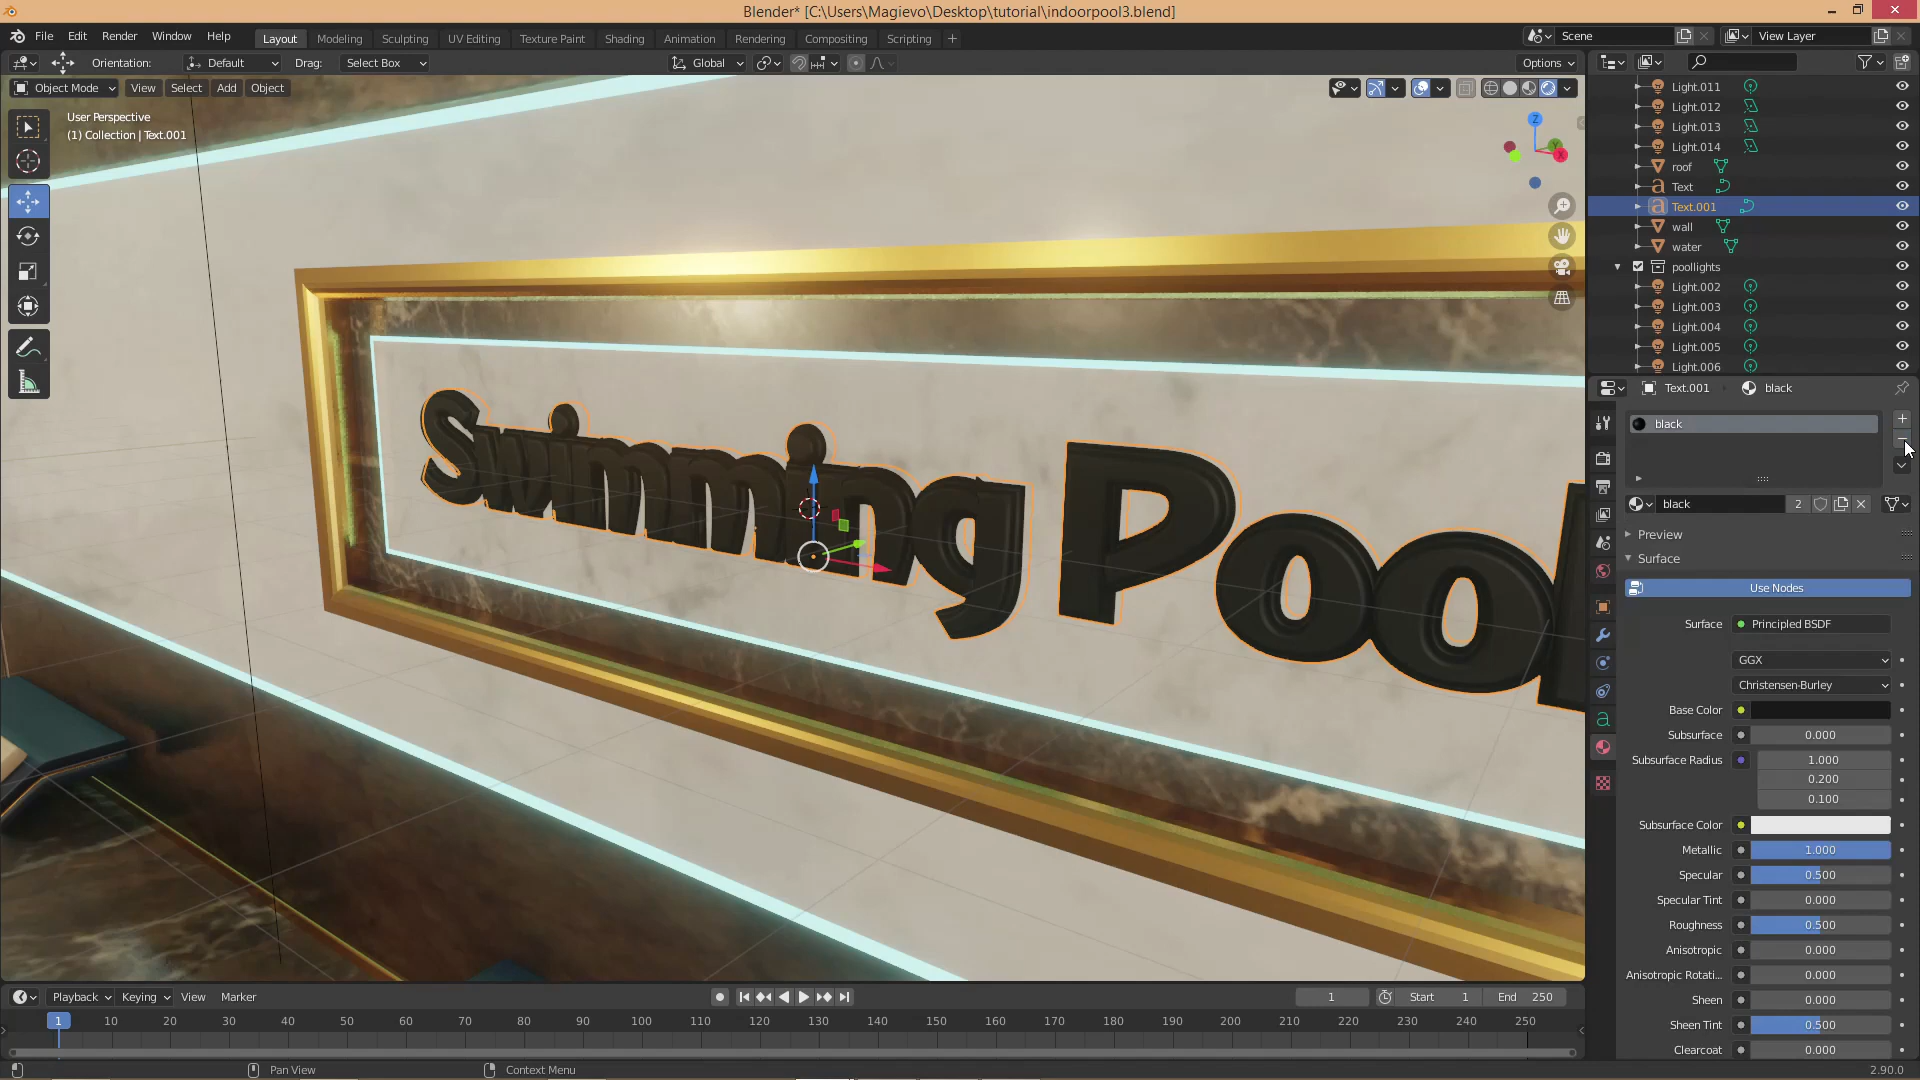 Blender* [C:\Users\Magievo\Desktop\tutorial\indoorpool3.blend]
File Edit Render Window Help
Layout Modeling Sculpting UV Editing Texture Paint Shading Animation Rendering Compositing Scripting +
Scene
View Layer
Orientation: Default Drag: Select Box
Global
Options
Object Mode View Select Add Object
User Perspective
(1) Collection | Text.001
Z
Y
X
Swimming Pool
Light.011
Light.012
Light.013
Light.014
roof
Text
Text.001
wall
water
poollights
Light.002
Light.003
Light.004
Light.005
Light.006
Text.001 black
black
black 2
Preview
Surface
Use Nodes
Surface Principled BSDF
GGX
Christensen-Burley
Base Color
Subsurface 0.000
Subsurface Radius 1.000
0.200
0.100
Subsurface Color
Metallic 1.000
Specular 0.500
Specular Tint 0.000
Roughness 0.500
Anisotropic 0.000
Anisotropic Rotati... 0.000
Sheen 0.000
Sheen Tint 0.500
Clearcoat 0.000
Playback Keying View Marker
1 Start 1 End 250
1 10 20 30 40 50 60 70 80 90 100 110 120 130 140 150 160 170 180 190 200 210 220 230 240 250
Pan View Context Menu
2.90.0